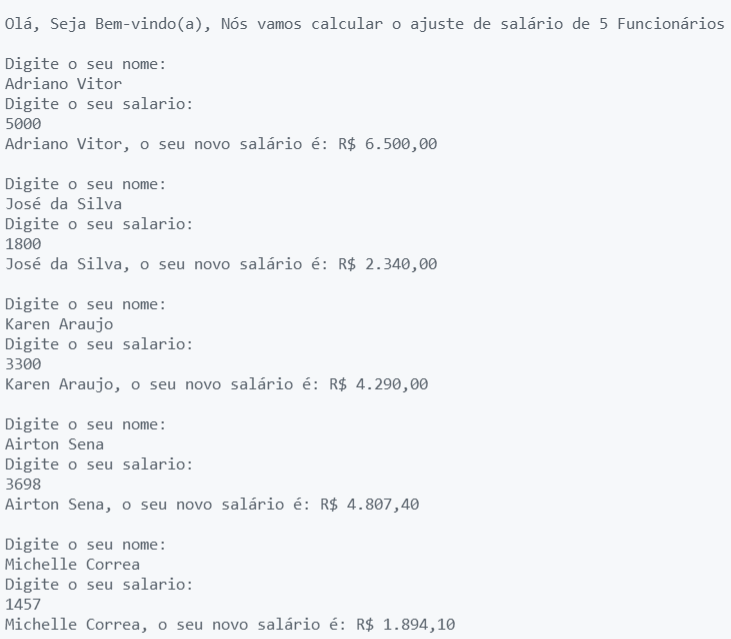 Olá, Seja Bem-vindo(a), Nós vamos calcular o ajuste de salário de 5 Funcionários
Digite o seu nome:
Adriano Vitor
Digite o seu salario:
5000
Adriano Vitor, o seu novo salário é: R$ 6.500,00
Digite o seu nome:
José da Silva
Digite o seu salario:
1800
José da Silva, o seu novo salário é: R$ 2.340,00
Digite o seu nome:
Karen Araujo
Digite o seu salario:
3300
Karen Araujo, o seu novo salário é: R$ 4.290,00
Digite o seu nome:
Airton Sena
Digite o seu salario:
3698
Airton Sena, o seu novo salário é: R$ 4.807,40
Digite o seu nome:
Michelle Correa
Digite o seu salario:
1457
Michelle Correa, o seu novo salário é: R$ 1.894,10